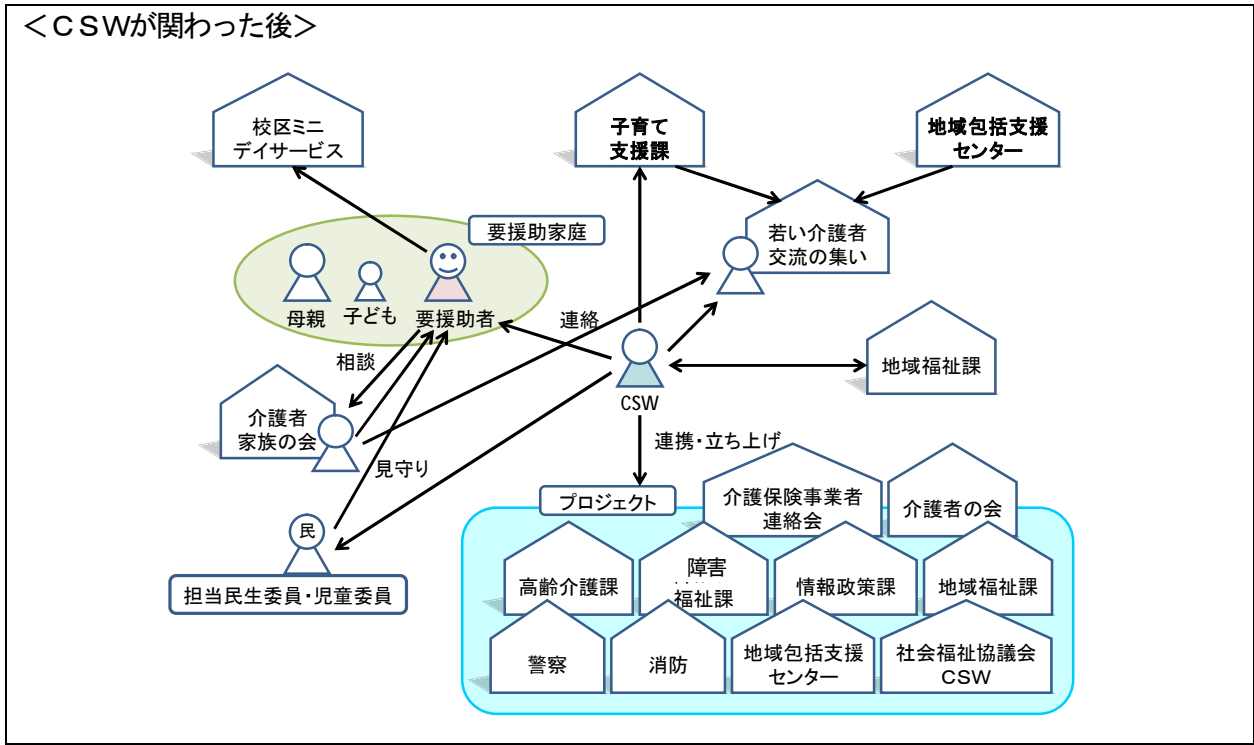 ＜ＣＳＷが関わった後＞
校区ミニ
デイサービス
子育て
支援課
地域包括支援
センター
要援助家庭
若い介護者
交流の集い
母親
子ども
要援助者
連絡
相談
地域福祉課
CSW
介護者
家族の会
見守り
連携・立ち上げ
プロジェクト
介護保険事業者
連絡会
介護者の会
民
担当民生委員・児童委員
高齢介護課
障害
福祉課
情報政策課
地域福祉課
警察
消防
地域包括支援
センター
社会福祉協議会
ＣＳＷ